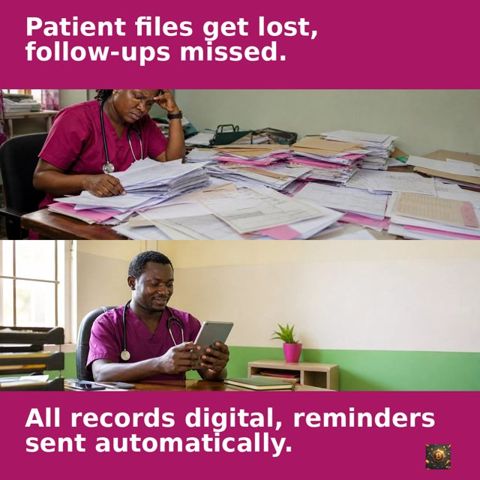 Patient files get lost,
follow-ups missed.
All records digital, reminders
sent automatically.